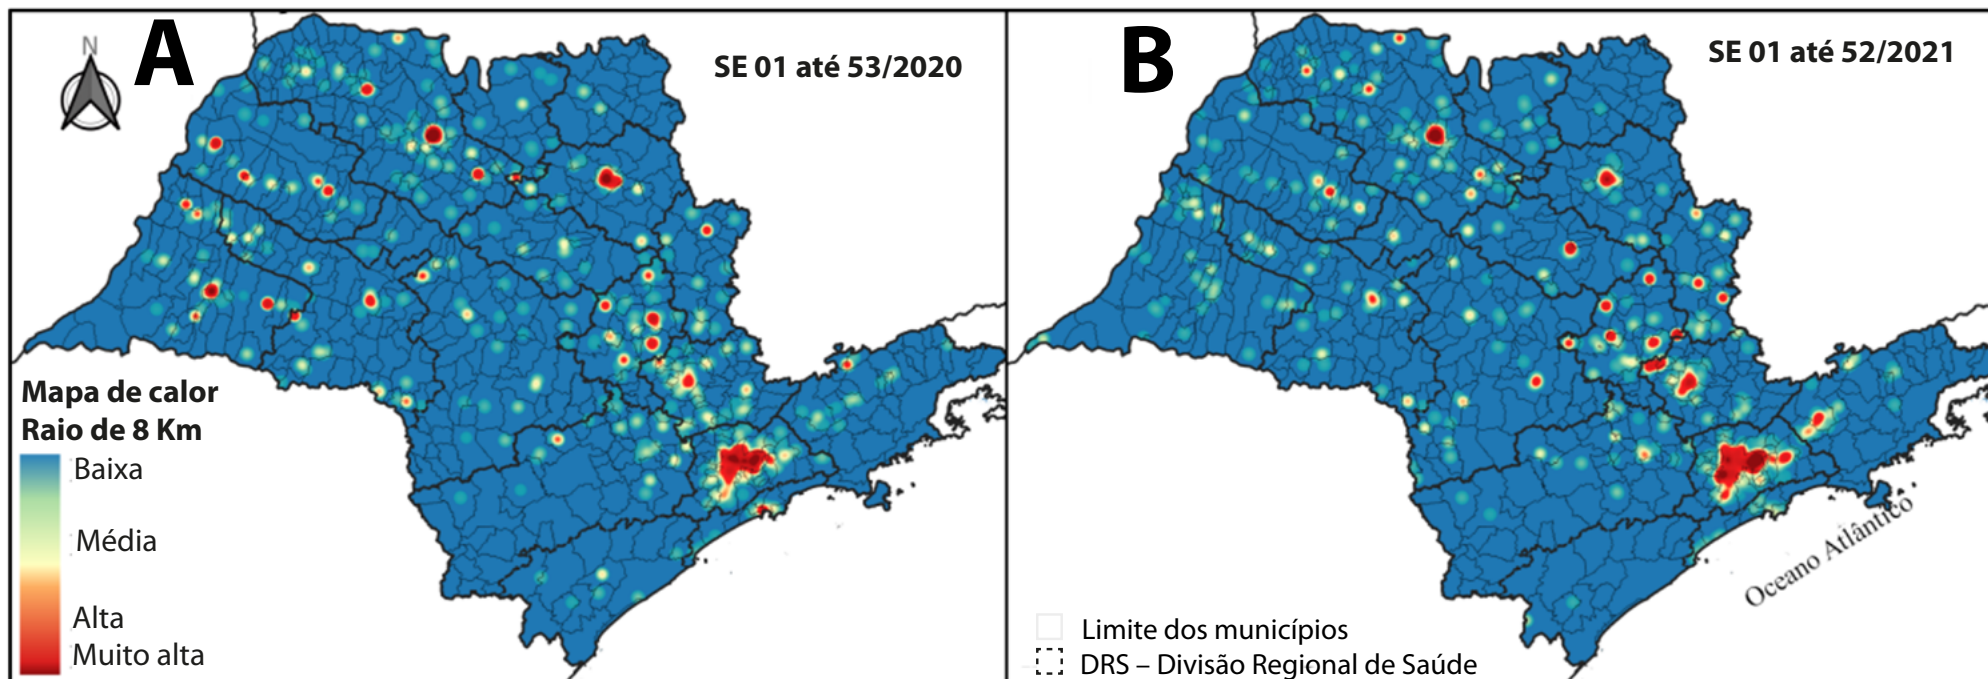 N
A
SE 01 até 53/2020
Mapa de calor
Raio de 8 Km
Baixa
Média
Alta
Muito alta
B
SE 01 até 52/2021
Oceano Atlântico
Limite dos municípios
DRS – Divisão Regional de Saúde